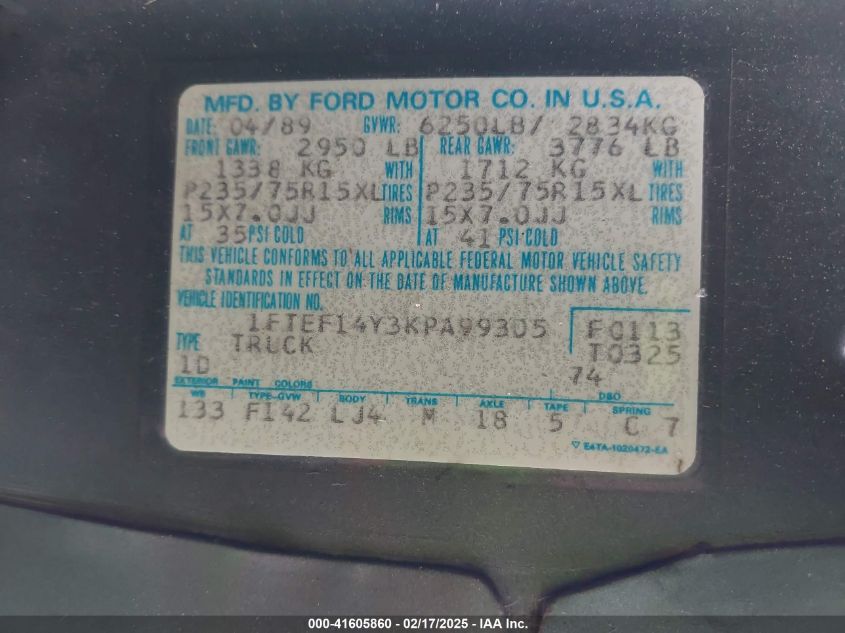 MFD. BY FORD MOTOR CO. IN U.S.A.
DATE: 04/89 GVWR: 6250LB/ 2834KG
FRONT GAWR: 2950 LB REAR GAWR: 3776 LB
1338 KG WITH 1712 KG WITH
P235/75R15XL TIRES P235/75R15XL TIRES
15X7.0JJ RIMS 15X7.0JJ RIMS
AT 35 PSI COLD AT 41 PSI COLD
THIS VEHICLE CONFORMS TO ALL APPLICABLE FEDERAL MOTOR VEHICLE SAFETY
STANDARDS IN EFFECT ON THE DATE OF MANUFACTURE SHOWN ABOVE.
VEHICLE IDENTIFICATION NO.
1FTEF14Y3KPA99305 F0113
TYPE TRUCK T0325
1D 74
EXTERIOR PAINT COLORS DSO
WB TYPE-GVW BODY TRANS AXLE TAPE SPRING
133 F142 LJ4 M 18 5 C 7
E4TA-1020472-EA
000-41605860 - 02/17/2025 - IAA Inc.